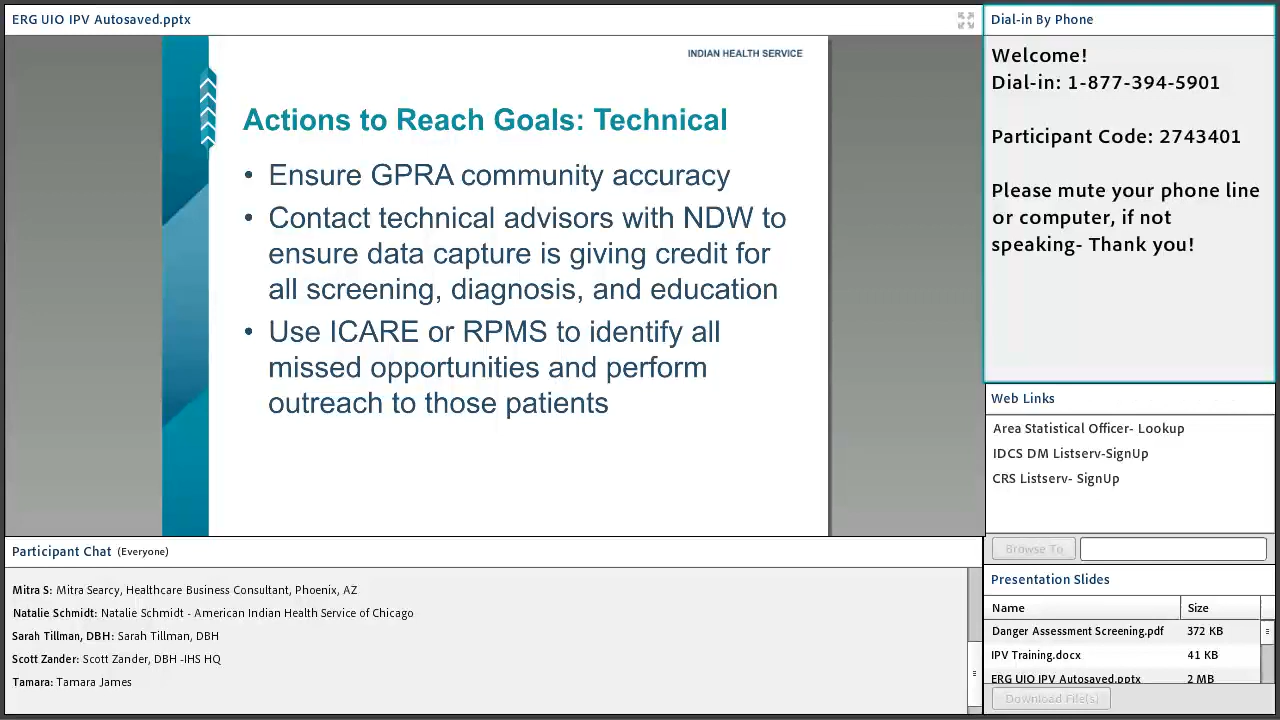 ERG UIO IPV Autosaved.pptx
INDIAN HEALTH SERVICE
Actions to Reach Goals: Technical
• Ensure GPRA community accuracy
• Contact technical advisors with NDW to
ensure data capture is giving credit for
all screening, diagnosis, and education
• Use ICARE or RPMS to identify all
missed opportunities and perform
outreach to those patients
Participant Chat (Everyone)
Mitra S: Mitra Searcy, Healthcare Business Consultant, Phoenix, AZ
Natalie Schmidt: Natalie Schmidt - American Indian Health Service of Chicago
Sarah Tillman, DBH: Sarah Tillman, DBH
Scott Zander: Scott Zander, DBH -IHS HQ
Tamara: Tamara James
Dial-in By Phone
Welcome!
Dial-in: 1-877-394-5901
Participant Code: 2743401
Please mute your phone line
or computer, if not
speaking- Thank you!
Web Links
Area Statistical Officer- Lookup
IDCS DM Listserv-SignUp
CRS Listserv- SignUp
Browse To
Presentation Slides
Name Size
Danger Assessment Screening.pdf 372 KB
IPV Training.docx 41 KB
ERG UIO IPV Autosaved.pptx 2 MB
Download File(s)